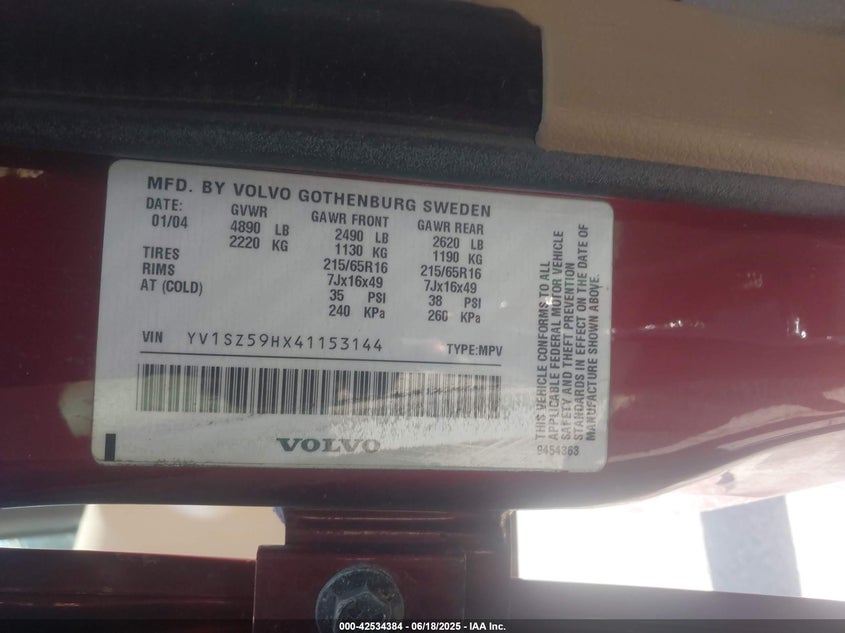 MFD. BY VOLVO GOTHENBURG SWEDEN
DATE: GVWR GAWR FRONT GAWR REAR
01/04 4890 LB 2490 LB 2620 LB
2220 KG 1130 KG 1190 KG
TIRES 215/65R16 215/65R16
RIMS 7Jx16x49 7Jx16x49
AT (COLD) 35 PSI 38 PSI
240 KPa 260 KPa
VIN YV1SZ59HX41153144 TYPE:MPV
VOLVO
THIS VEHICLE CONFORMS TO ALL
APPLICABLE FEDERAL MOTOR VEHICLE
SAFETY AND THEFT PREVENTION
STANDARDS IN EFFECT ON THE DATE OF
MANUFACTURE SHOWN ABOVE.
9454363
000-42534384 - 06/18/2025 - IAA Inc.